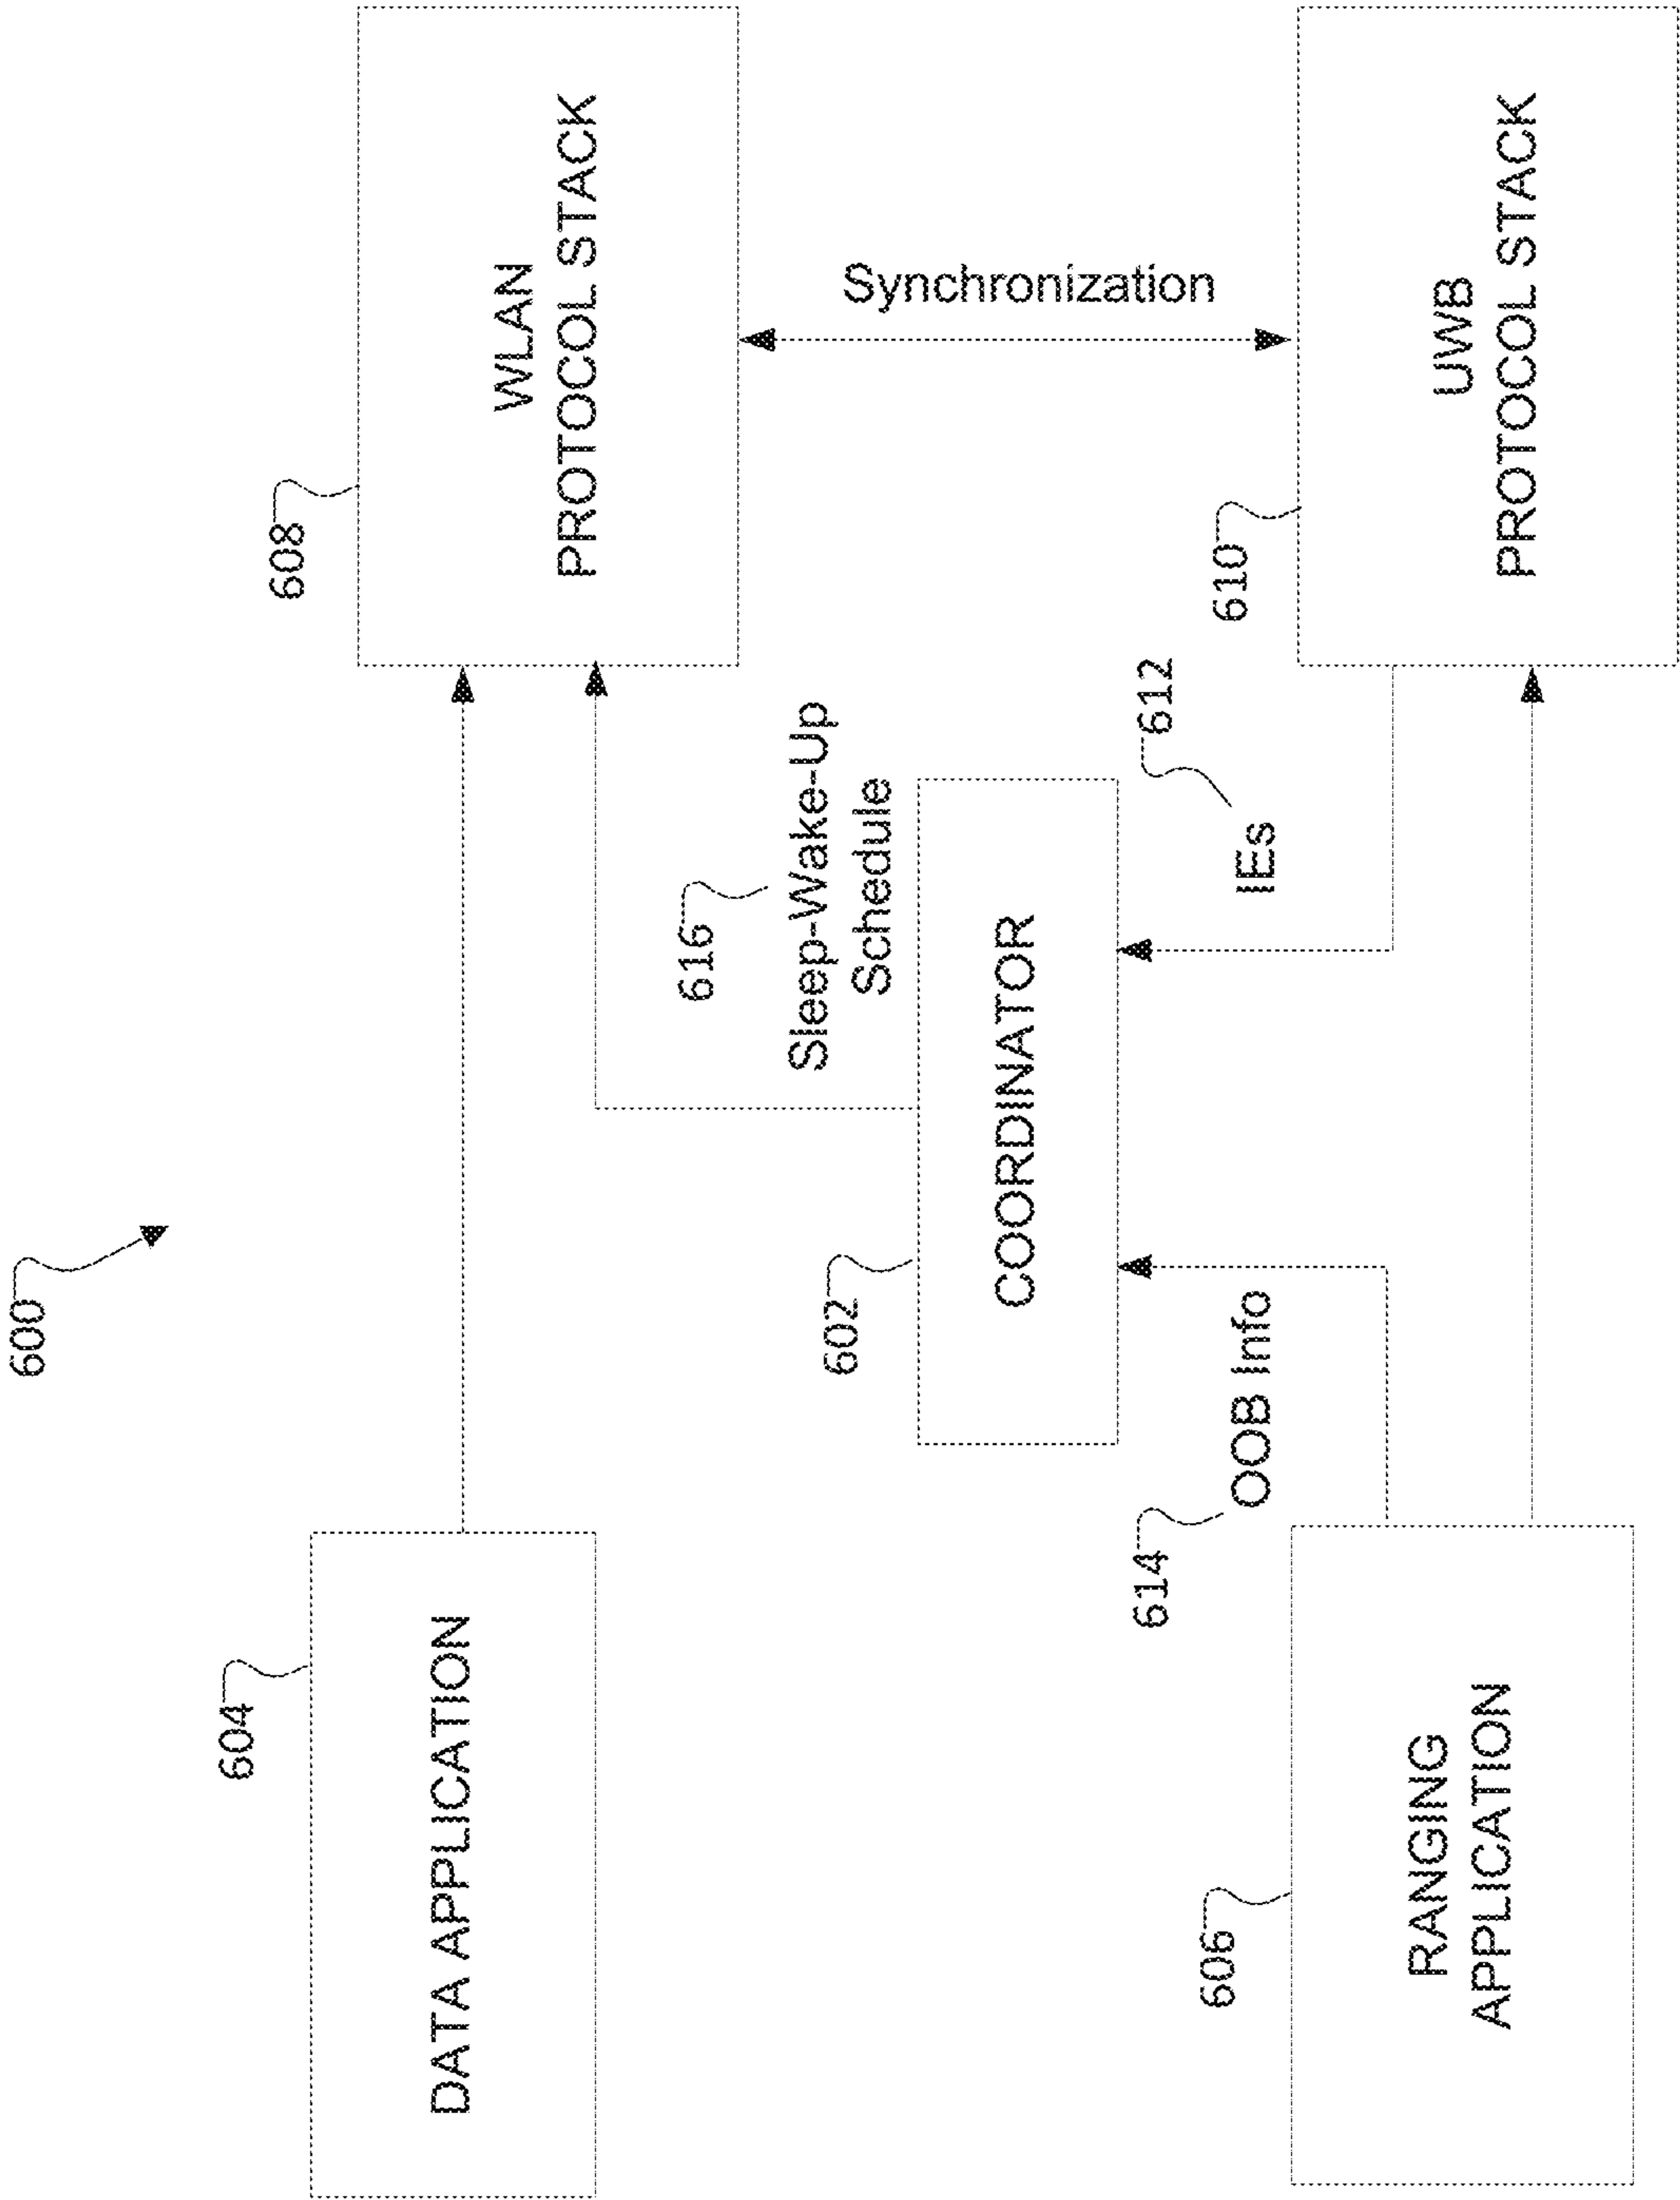 600
604
DATA APPLICATION
608
WLAN
PROTOCOL STACK
616
Sleep-Wake-Up
Schedule
602
COORDINATOR
Synchronization
614
OOB Info
612
IEs
606
RANGING
APPLICATION
610
UWB
PROTOCOL STACK